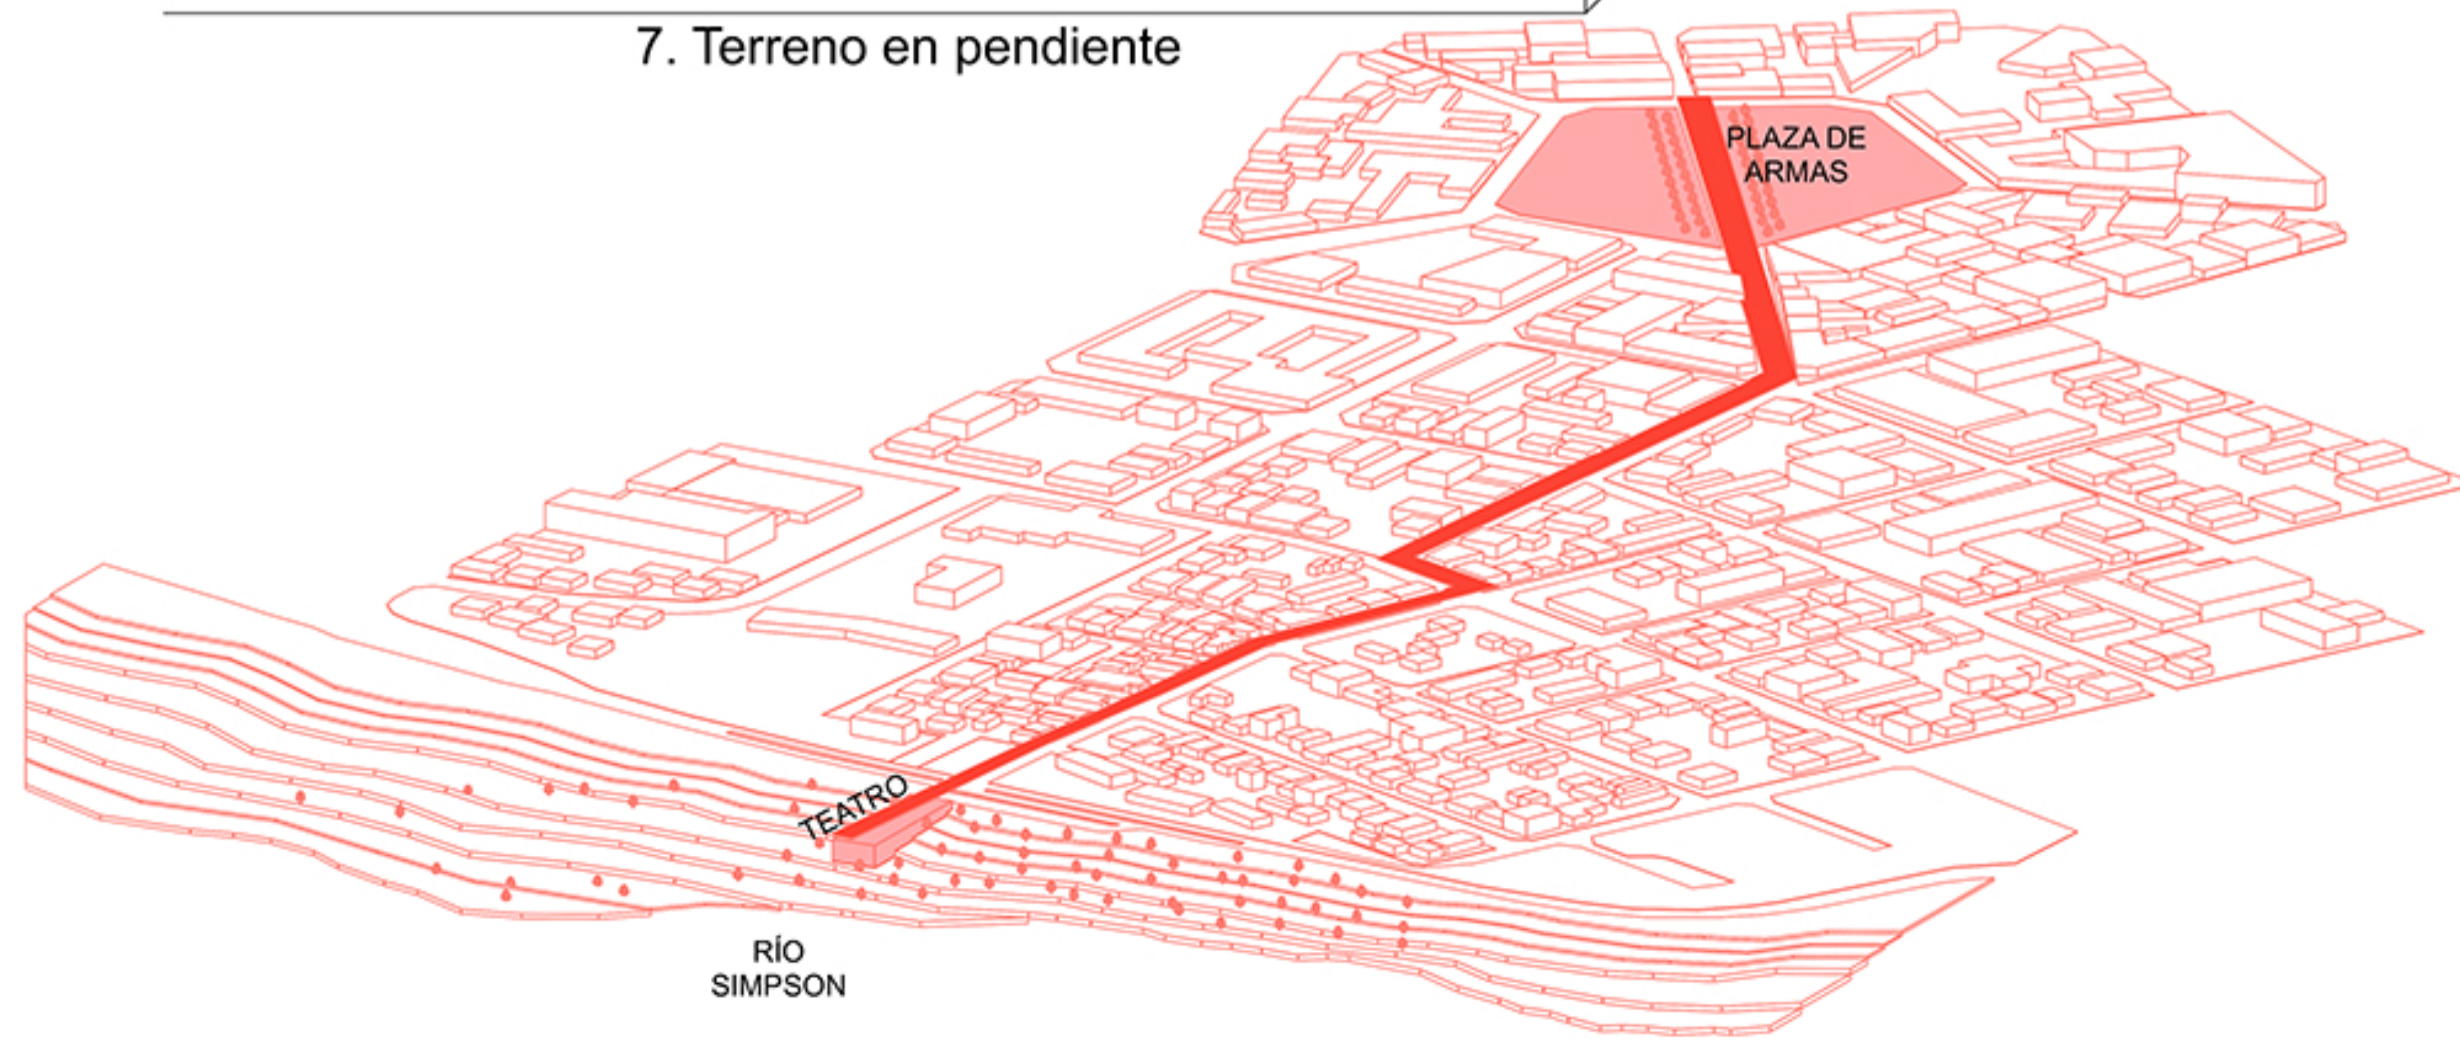 7. Terreno en pendiente
PLAZA DE
ARMAS
TEATRO
RÍO
SIMPSON